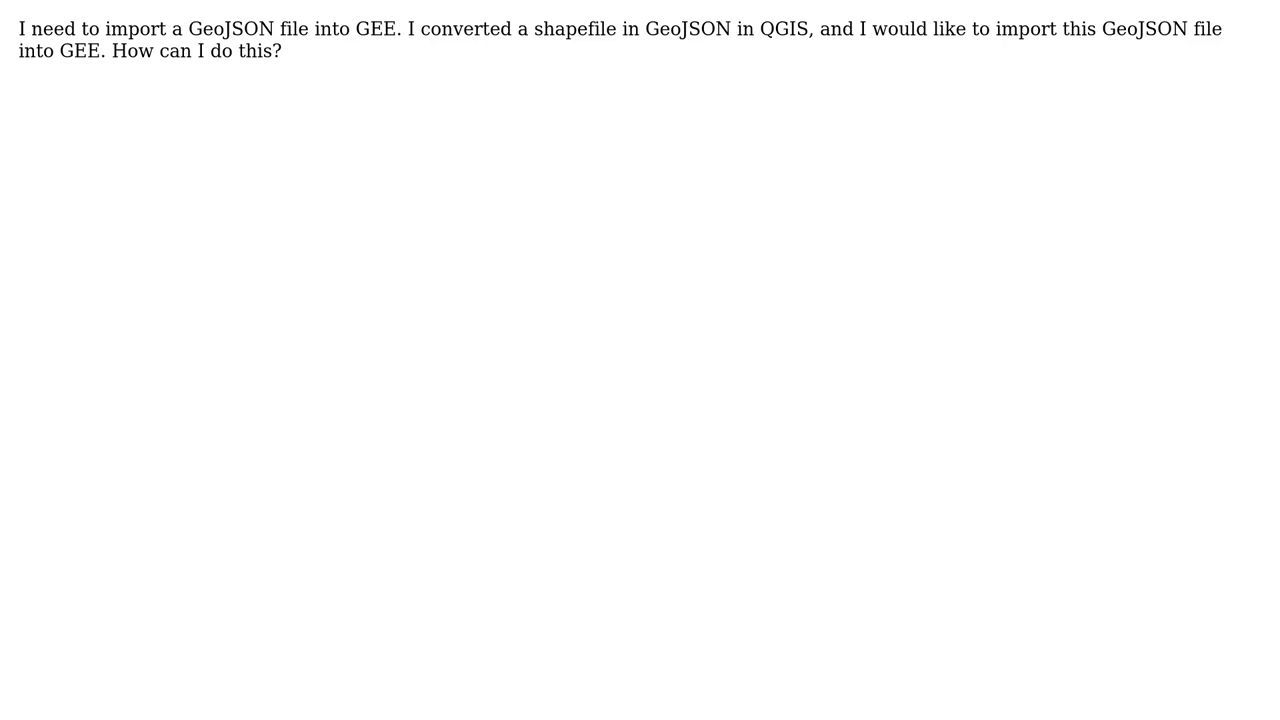 I need to import a GeoJSON file into GEE. I converted a shapefile in GeoJSON in QGIS, and I would like to import this GeoJSON file
into GEE. How can I do this?